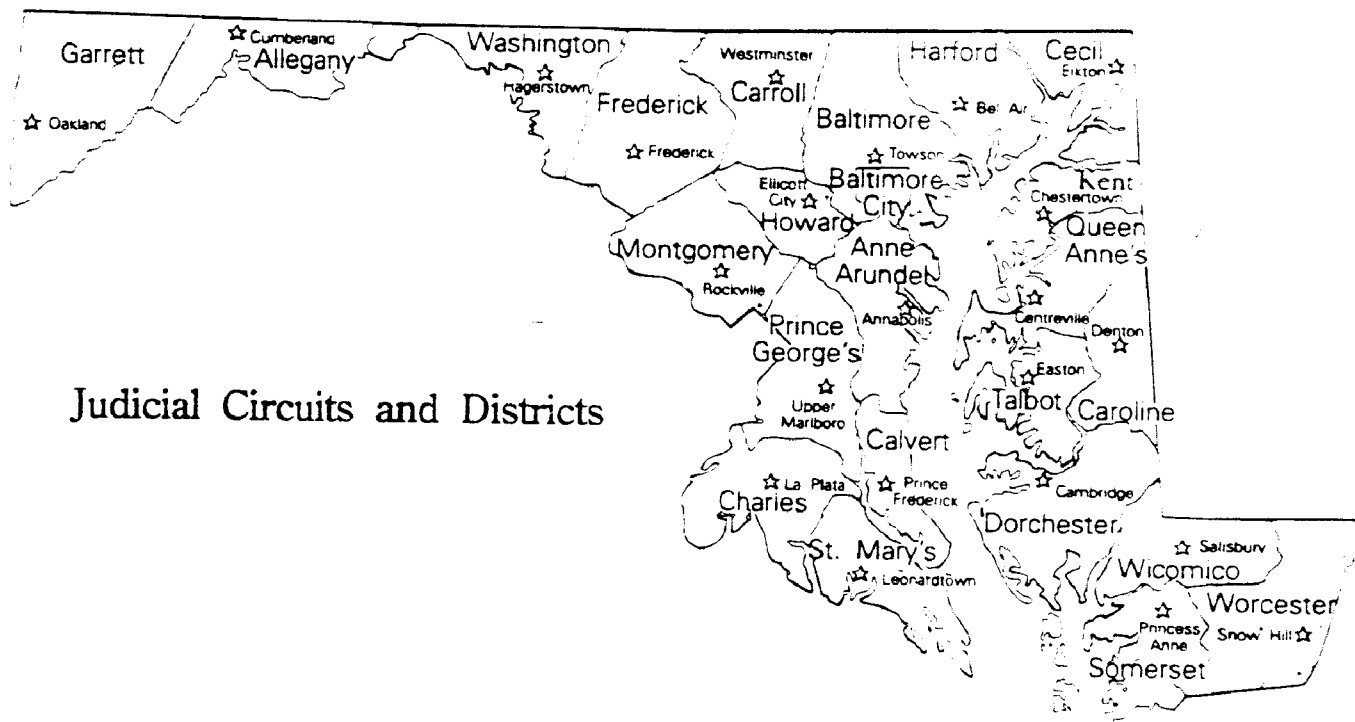 Garrett
Cumberland
Allegany
Washington
Hagerstown
Oakland
Frederick
Frederick
Westminster
Carroll
Baltimore
Towson
Harford
Bel Air
Cecil
Elkton
Baltimore
City
Ellicott
City
Howard
Kent
Chestertown
Queen
Anne's
Montgomery
Rockville
Anne
Arundel
Annapolis
Centreville
Denton
Prince
George's
Upper
Marlboro
Easton
Talbot
Caroline
Judicial Circuits and Districts
Calvert
Prince
Frederick
La Plata
Charles
Cambridge
Dorchester
St. Mary's
Leonardtown
Salisbury
Wicomico
Worcester
Snow Hill
Princess
Anne
Somerset